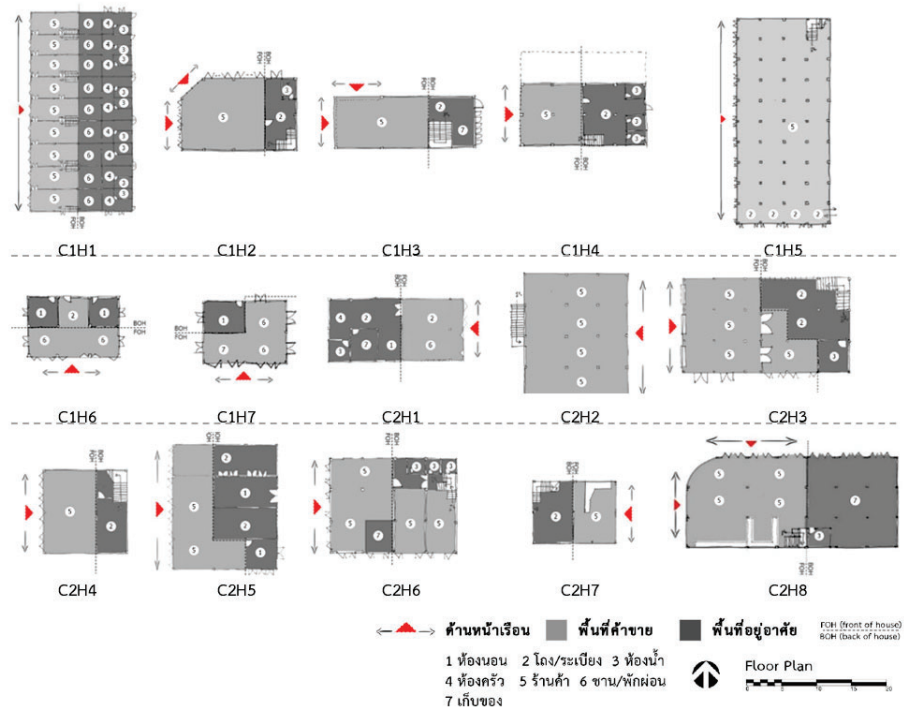 C1H1 C1H2 C1H3 C1H4 C1H5
C1H6 C1H7 C2H1 C2H2 C2H3
C2H4 C2H5 C2H6 C2H7 C2H8
ด้านหน้าเรือน พื้นที่ค้าขาย พื้นที่อยู่อาศัย FOH (front of house)
BOH (back of house)
1 ห้องนอน 2 โถง/ระเบียง 3 ห้องน้ำ
4 ห้องครัว 5 ร้านค้า 6 ชาน/พักผ่อน
7 เก็บของ
Floor Plan
0 5 10 15 20